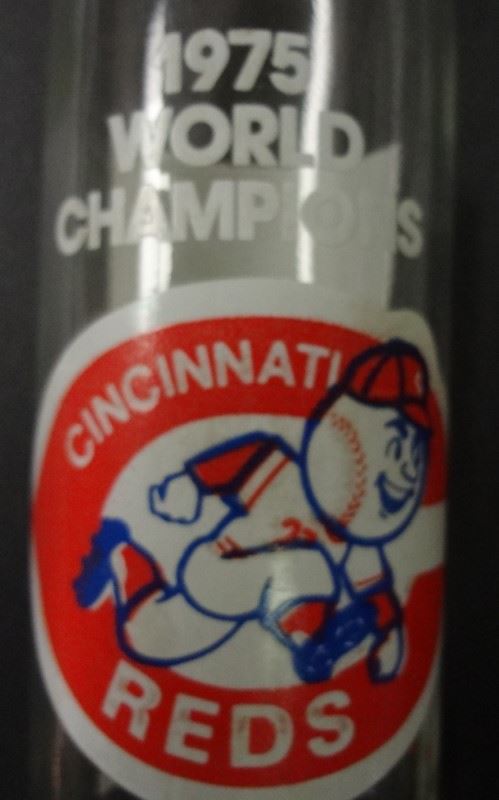 1975
WORLD
CHAMPIONS
CINCINNATI
REDS